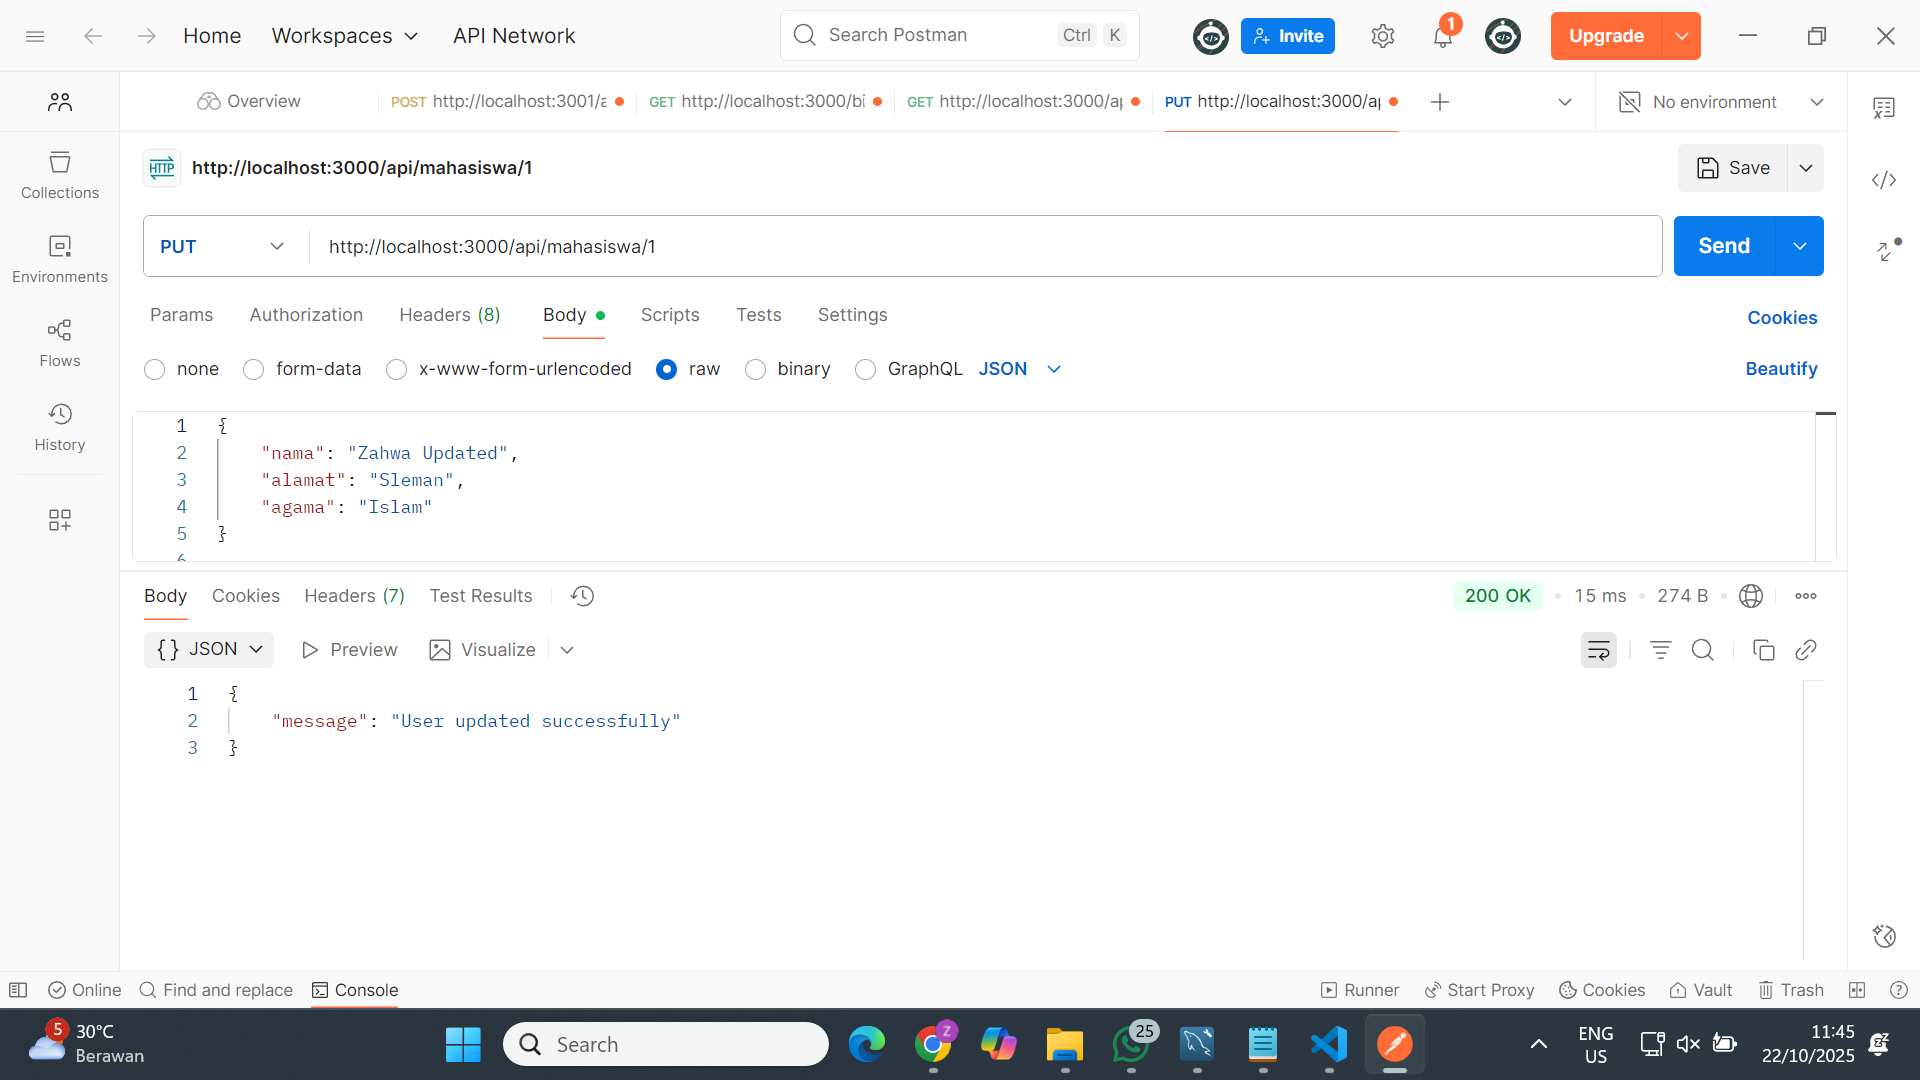 Home Workspaces API Network Search Postman Ctrl K Invite 1 Upgrade
Overview POST http://localhost:3001/a GET http://localhost:3000/bi GET http://localhost:3000/ap PUT http://localhost:3000/ap No environment
HTTP http://localhost:3000/api/mahasiswa/1 Save
Collections
PUT http://localhost:3000/api/mahasiswa/1 Send
Environments
Params Authorization Headers (8) Body Scripts Tests Settings Cookies
Flows
none form-data x-www-form-urlencoded raw binary GraphQL JSON Beautify
History
1 {
2 "nama": "Zahwa Updated",
3 "alamat": "Sleman",
4 "agama": "Islam"
5 }
6
Body Cookies Headers (7) Test Results 200 OK 15 ms 274 B
{} JSON Preview Visualize
1 {
2 "message": "User updated successfully"
3 }
Online Find and replace Console Runner Start Proxy Cookies Vault Trash
5 30°C
Berawan
Search
Z
25
ENG
US
11:45
22/10/2025